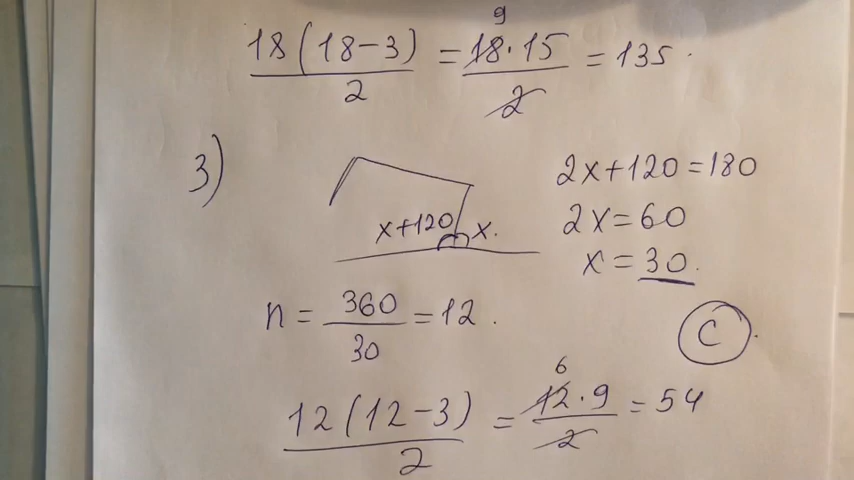 18(18-3)/2 = 18·15/2 = 135.
9
3)
x+120 x.
2x+120=180
2x=60
x=30.
n = 360/30 = 12.
C.
12(12-3)/2 = 12·9/2 = 54
6